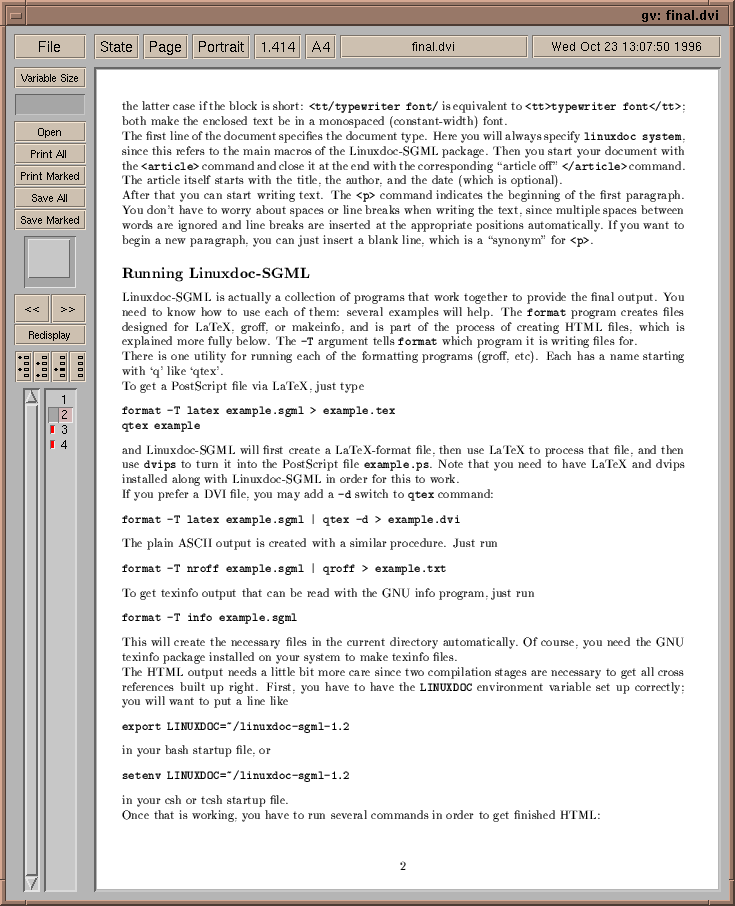 gv: final.dvi
File
State
Page
Portrait
1.414
A4
final.dvi
Wed Oct 23 13:07:50 1996
Variable Size
Open
Print All
Print Marked
Save All
Save Marked
<<
>>
Redisplay
1
2
3
4
the latter case if the block is short: <tt/typewriter font/ is equivalent to <tt>typewriter font</tt>;
both make the enclosed text be in a monospaced (constant-width) font.
The first line of the document specifies the document type. Here you will always specify linuxdoc system,
since this refers to the main macros of the Linuxdoc-SGML package. Then you start your document with
the <article> command and close it at the end with the corresponding “article off” </article> command.
The article itself starts with the title, the author, and the date (which is optional).
After that you can start writing text. The <p> command indicates the beginning of the first paragraph.
You don't have to worry about spaces or line breaks when writing the text, since multiple spaces between
words are ignored and line breaks are inserted at the appropriate positions automatically. If you want to
begin a new paragraph, you can just insert a blank line, which is a “synonym” for <p>.
Running Linuxdoc-SGML
Linuxdoc-SGML is actually a collection of programs that work together to provide the final output. You
need to know how to use each of them: several examples will help. The format program creates files
designed for LaTeX, groff, or makeinfo, and is part of the process of creating HTML files, which is
explained more fully below. The -T argument tells format which program it is writing files for.
There is one utility for running each of the formatting programs (groff, etc). Each has a name starting
with ‘q’ like ‘qtex’.
To get a PostScript file via LaTeX, just type
format -T latex example.sgml > example.tex
qtex example
and Linuxdoc-SGML will first create a LaTeX-format file, then use LaTeX to process that file, and then
use dvips to turn it into the PostScript file example.ps. Note that you need to have LaTeX and dvips
installed along with Linuxdoc-SGML in order for this to work.
If you prefer a DVI file, you may add a -d switch to qtex command:
format -T latex example.sgml | qtex -d > example.dvi
The plain ASCII output is created with a similar procedure. Just run
format -T nroff example.sgml | qroff > example.txt
To get texinfo output that can be read with the GNU info program, just run
format -T info example.sgml
This will create the necessary files in the current directory automatically. Of course, you need the GNU
texinfo package installed on your system to make texinfo files.
The HTML output needs a little bit more care since two compilation stages are necessary to get all cross
references built up right. First, you have to have the LINUXDOC environment variable set up correctly;
you will want to put a line like
export LINUXDOC=~/linuxdoc-sgml-1.2
in your bash startup file, or
setenv LINUXDOC=~/linuxdoc-sgml-1.2
in your csh or tcsh startup file.
Once that is working, you have to run several commands in order to get finished HTML:
2